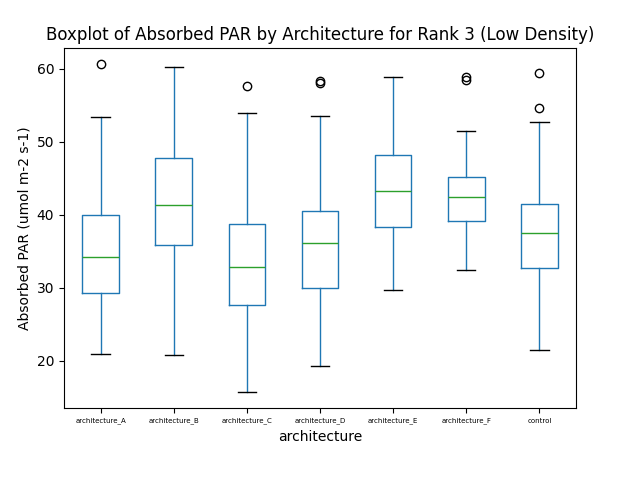 Boxplot of Absorbed PAR by Architecture for Rank 3 (Low Density)
Absorbed PAR (umol m-2 s-1)
60
50
40
30
20
architecture_A architecture_B architecture_C architecture_D architecture_E architecture_F control
architecture